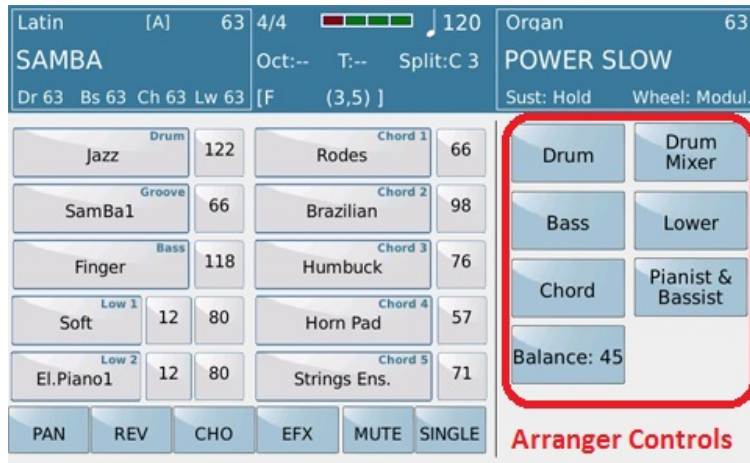 Latin [A] 63
SAMBA
Dr 63 Bs 63 Ch 63 Lw 63
4/4 120
Oct:-- T:-- Split:C 3
[F (3,5) ]
Organ 63
POWER SLOW
Sust: Hold Wheel: Modul.
Drum
Jazz 122
Groove
SamBa1 66
Bass
Finger 118
Low 1
Soft 12 80
Low 2
El.Piano1 12 80
Chord 1
Rodes 66
Chord 2
Brazilian 98
Chord 3
Humbuck 76
Chord 4
Horn Pad 57
Chord 5
Strings Ens. 71
Drum
Drum
Mixer
Bass
Lower
Chord
Pianist &
Bassist
Balance: 45
PAN REV CHO EFX MUTE SINGLE
Arranger Controls